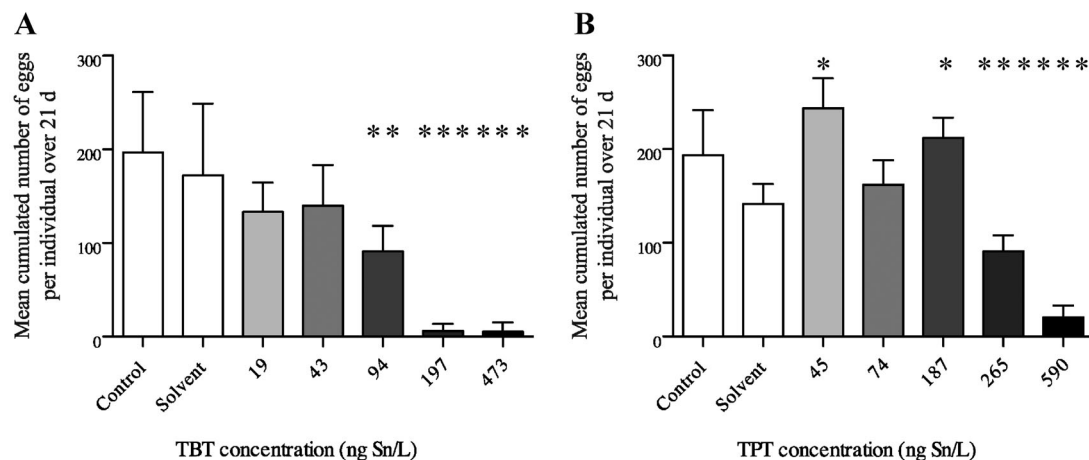 A
Mean cumulated number of eggs
per individual over 21 d
300
200
100
0
** *** ***
Control
Solvent
19
43
94
197
473
TBT concentration (ng Sn/L)
B
Mean cumulated number of eggs
per individual over 21 d
300
200
100
0
* * *** ***
Control
Solvent
45
74
187
265
590
TPT concentration (ng Sn/L)